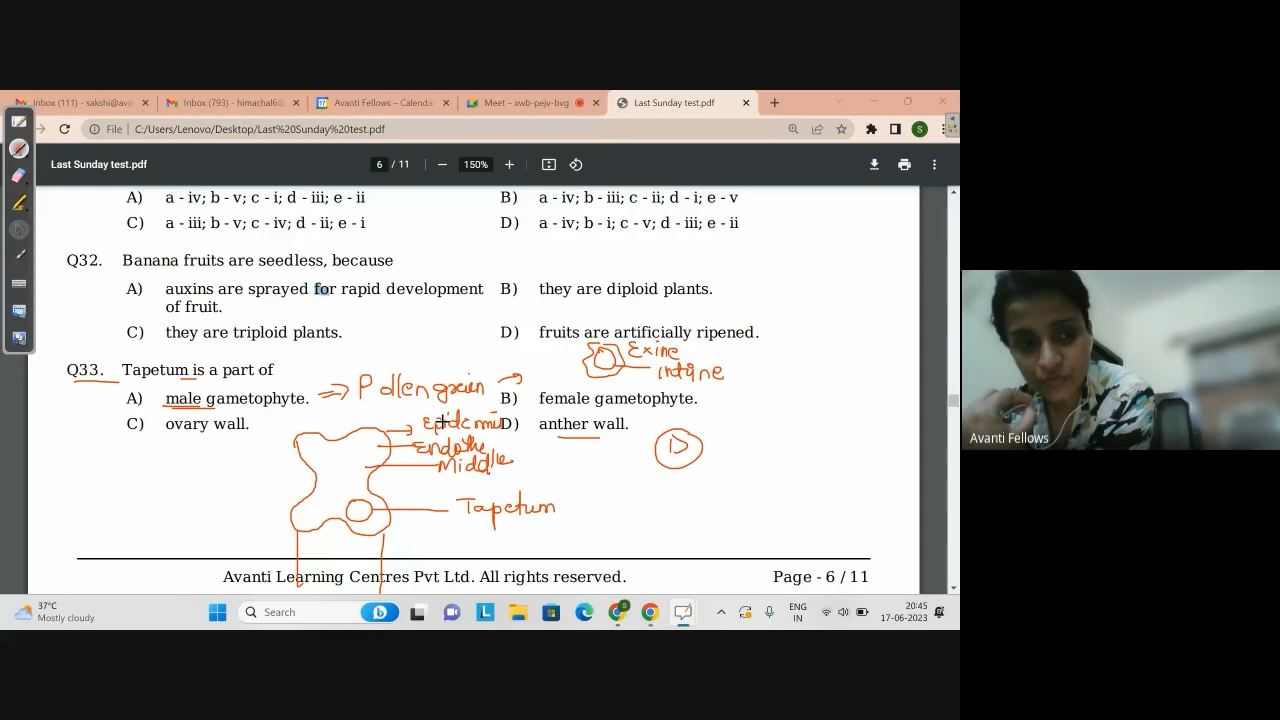 Inbox (111) – sakshi@ava
Inbox (793) – himachal6@
Avanti Fellows – Calenda
Meet – xwb-pejv-bvg
Last Sunday test.pdf
File
C:/Users/Lenovo/Desktop/Last%20Sunday%20test.pdf
S
Last Sunday test.pdf
6 / 11
150%
A) a - iv; b - v; c - i; d - iii; e - ii
B) a - iv; b - iii; c - ii; d - i; e - v
C) a - iii; b - v; c - iv; d - ii; e - i
D) a - iv; b - i; c - v; d - iii; e - ii
Q32. Banana fruits are seedless, because
A) auxins are sprayed for rapid development
of fruit.
B) they are diploid plants.
C) they are triploid plants.
D) fruits are artificially ripened.
Exine
intine
Q33. Tapetum is a part of
Pollengrain
A) male gametophyte.
B) female gametophyte.
C) ovary wall.
D) anther wall.
Endothe
Middle
D
Tapetum
Avanti Learning Centres Pvt Ltd. All rights reserved.
Page - 6 / 11
Avanti Fellows
37°C
Mostly cloudy
Search
ENG
IN
20:45
17-06-2023